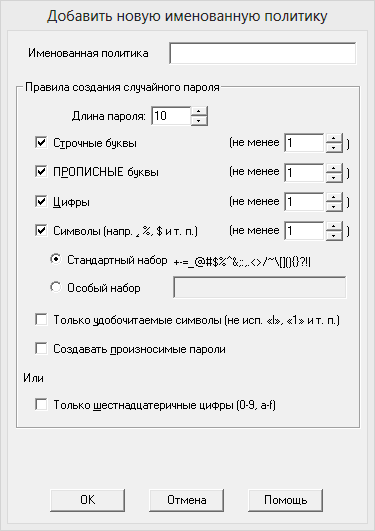 Добавить новую именованную политику
Именованная политика
Правила создания случайного пароля
Длина пароля: 10
Строчные буквы (не менее 1 )
ПРОПИСНЫЕ буквы (не менее 1 )
Цифры (не менее 1 )
Символы (напр. ., %, $ и т. п.) (не менее 1 )
Стандартный набор +-=_@#$%^&;:,.<>/~\[](){}?!|
Особый набор
Только удобочитаемые символы (не исп. «l», «1» и т. п.)
Создавать произносимые пароли
Или
Только шестнадцатеричные цифры (0-9, a-f)
OK Отмена Помощь